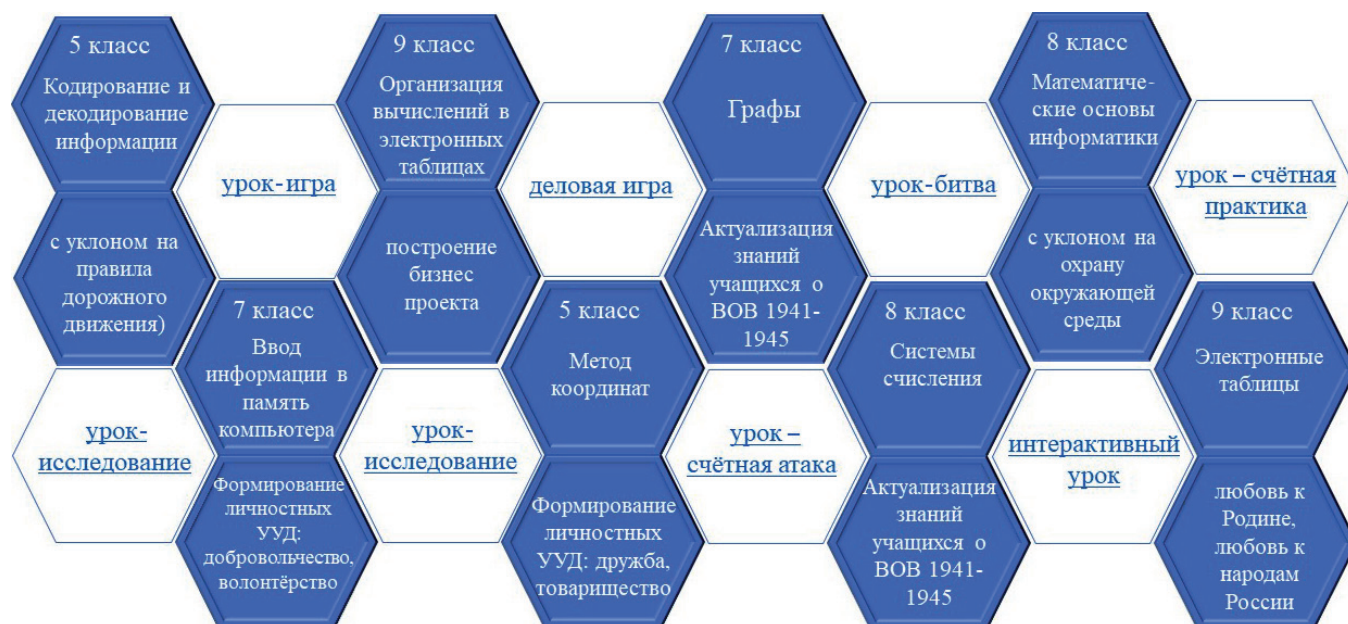 5 класс
Кодирование и
декодирование
информации
урок-игра
9 класс
Организация
вычислений в
электронных
таблицах
деловая игра
7 класс
Графы
урок-битва
8 класс
Математиче-
ские основы
информатики
урок – счётная
практика
с уклоном на
правила
дорожного
движения)
построение
бизнес
проекта
Актуализация
знаний
учащихся о
ВОВ 1941-
1945
с уклоном на
охрану
окружающей
среды
7 класс
Ввод
информации в
память
компьютера
5 класс
Метод
координат
8 класс
Системы
счисления
9 класс
Электронные
таблицы
урок-
исследование
урок-
исследование
урок –
счётная атака
интерактивный
урок
Формирование
личностных
УУД:
добровольчество,
волонтёрство
Формирование
личностных
УУД: дружба,
товарищество
Актуализация
знаний
учащихся о
ВОВ 1941-
1945
любовь к
Родине,
любовь к
народам
России